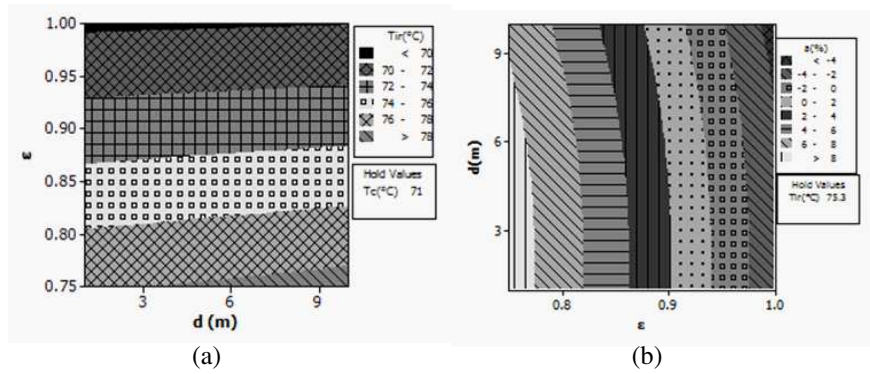 1.00
0.95
0.90
0.85
0.80
0.75
ε
3
6
9
d (m)
Tir(°C)
< 70
70 - 72
72 - 74
74 - 76
76 - 78
> 78
Hold Values
Tc(°C) 71
(a)
9
6
3
d(m)
0.8
0.9
1.0
ε
a(%)
< -4
-4 - -2
-2 - 0
0 - 2
2 - 4
4 - 6
6 - 8
> 8
Hold Values
Tir(°C) 75.3
(b)